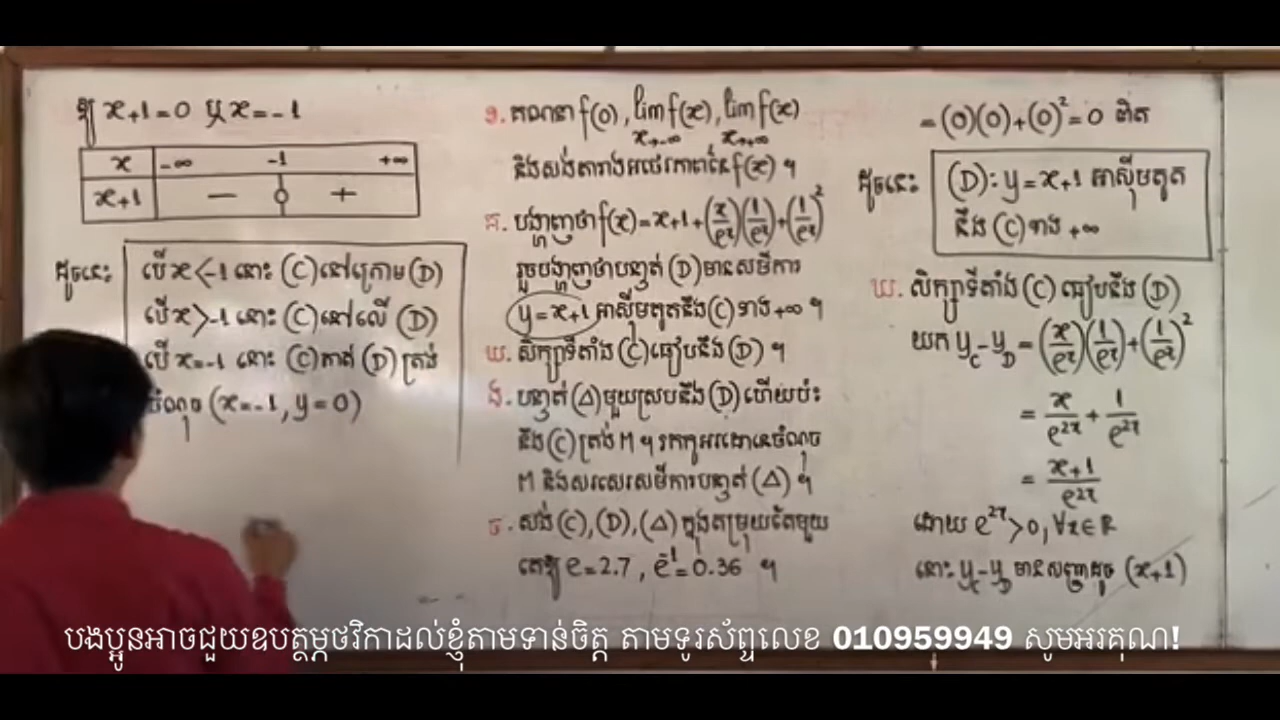 ឲ្យ x+1=0 ឬ x=-1
x -∞ -1 +∞
x+1 − 0 +
ដូចនេះ បើ x<-1 នោះ (C) នៅក្រោម (D)
បើ x>-1 នោះ (C) នៅលើ (D)
បើ x=-1 នោះ (C) កាត់ (D) ត្រង់
ចំណុច (x=-1, y=0)
១. គណនា f(0), lim f(x), lim f(x)
x→-∞ x→+∞
និងសង់តារាងអថេរភាពនៃ f(x) ។
គ. បង្ហាញថា f(x)=x+1+(x/eˣ)(1/eˣ)+(1/eˣ)²
រួចបង្ហាញថាបន្ទាត់ (D) មានសមីការ
y=x+1 អាស៊ីមតូតនឹង (C) ខាង +∞ ។
ឃ. សិក្សាទីតាំង (C) ធៀបនឹង (D) ។
ង. បន្ទាត់ (Δ) មួយស្របនឹង (D) ហើយប៉ះ
នឹង (C) ត្រង់ M ។ រកកូអរដោនេចំណុច
M និងសរសេរសមីការបន្ទាត់ (Δ) ។
ច. សង់ (C), (D), (Δ) ក្នុងតម្រុយតែមួយ
គេឲ្យ e=2.7, e⁻¹=0.36 ។
=(0)(0)+(0)²=0 ពិត
ដូចនេះ (D): y=x+1 អាស៊ីមតូត
នឹង (C) ខាង +∞
ឃ. សិក្សាទីតាំង (C) ធៀបនឹង (D)
យក y_C-y_D=(x/eˣ)(1/eˣ)+(1/eˣ)²
= x/e²ˣ + 1/e²ˣ
= (x+1)/e²ˣ
ដោយ e²ˣ>0, ∀x∈R
នោះ y_C-y_D មានសញ្ញាដូច (x+1)
បងប្អូនអាចជួយឧបត្ថម្ភថវិកាដល់ខ្ញុំតាមទាន់ចិត្ត តាមទូរស័ព្ទលេខ 010959949 សូមអរគុណ!